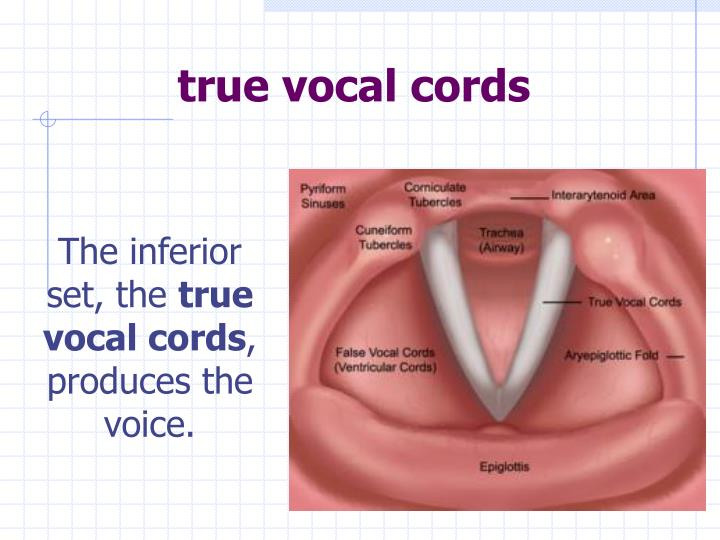 true vocal cords
The inferior
set, the true
vocal cords,
produces the
voice.
Pyriform
Sinuses
Corniculate
Tubercles
Interarytenoid Area
Cuneiform
Tubercles
Trachea
(Airway)
True Vocal Cords
False Vocal Cords
(Ventricular Cords)
Aryepiglottic Fold
Epiglottis